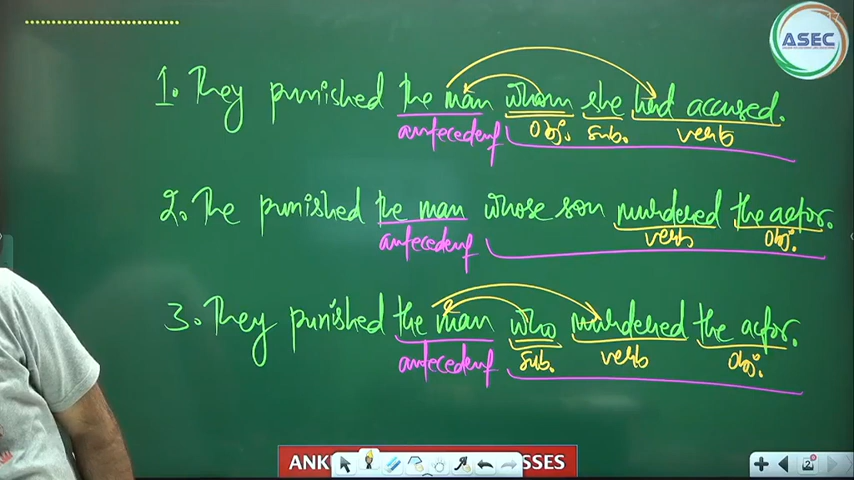 ASEC
1. They punished the man whom she had accused.
antecedent obj. sub. verb
2. The punished the man whose son murdered the actor.
antecedent verb obj.
3. They punished the man who murdered the actor.
antecedent sub. verb obj.
ANK SSES
2